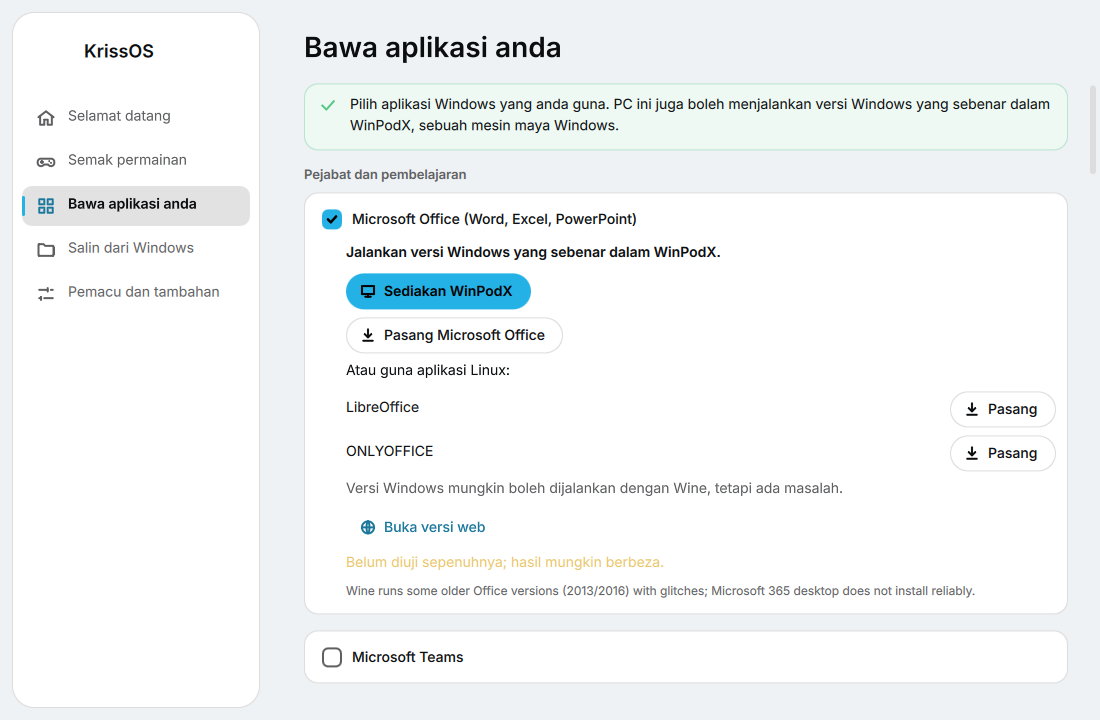 KrissOS
Selamat datang
Semak permainan
Bawa aplikasi anda
Salin dari Windows
Pemacu dan tambahan
Bawa aplikasi anda
Pilih aplikasi Windows yang anda guna. PC ini juga boleh menjalankan versi Windows yang sebenar dalam
WinPodX, sebuah mesin maya Windows.
Pejabat dan pembelajaran
Microsoft Office (Word, Excel, PowerPoint)
Jalankan versi Windows yang sebenar dalam WinPodX.
Sediakan WinPodX
Pasang Microsoft Office
Atau guna aplikasi Linux:
LibreOffice
Pasang
ONLYOFFICE
Pasang
Versi Windows mungkin boleh dijalankan dengan Wine, tetapi ada masalah.
Buka versi web
Belum diuji sepenuhnya; hasil mungkin berbeza.
Wine runs some older Office versions (2013/2016) with glitches; Microsoft 365 desktop does not install reliably.
Microsoft Teams